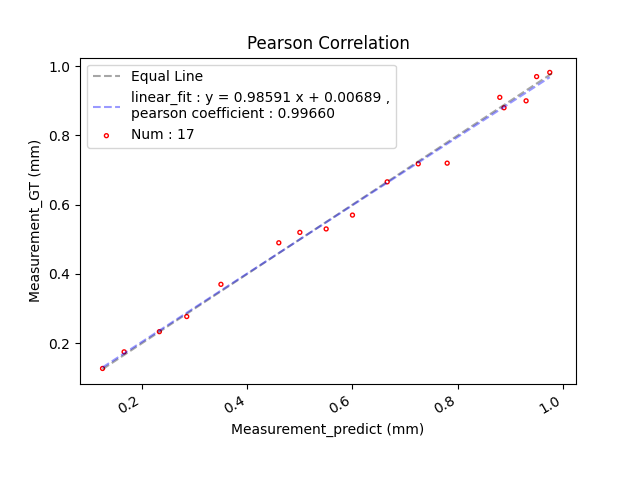 Pearson Correlation
Equal Line
linear_fit : y = 0.98591 x + 0.00689 ,
pearson coefficient : 0.99660
Num : 17
Measurement_GT (mm)
1.0
0.8
0.6
0.4
0.2
0.2
0.4
0.6
0.8
1.0
Measurement_predict (mm)